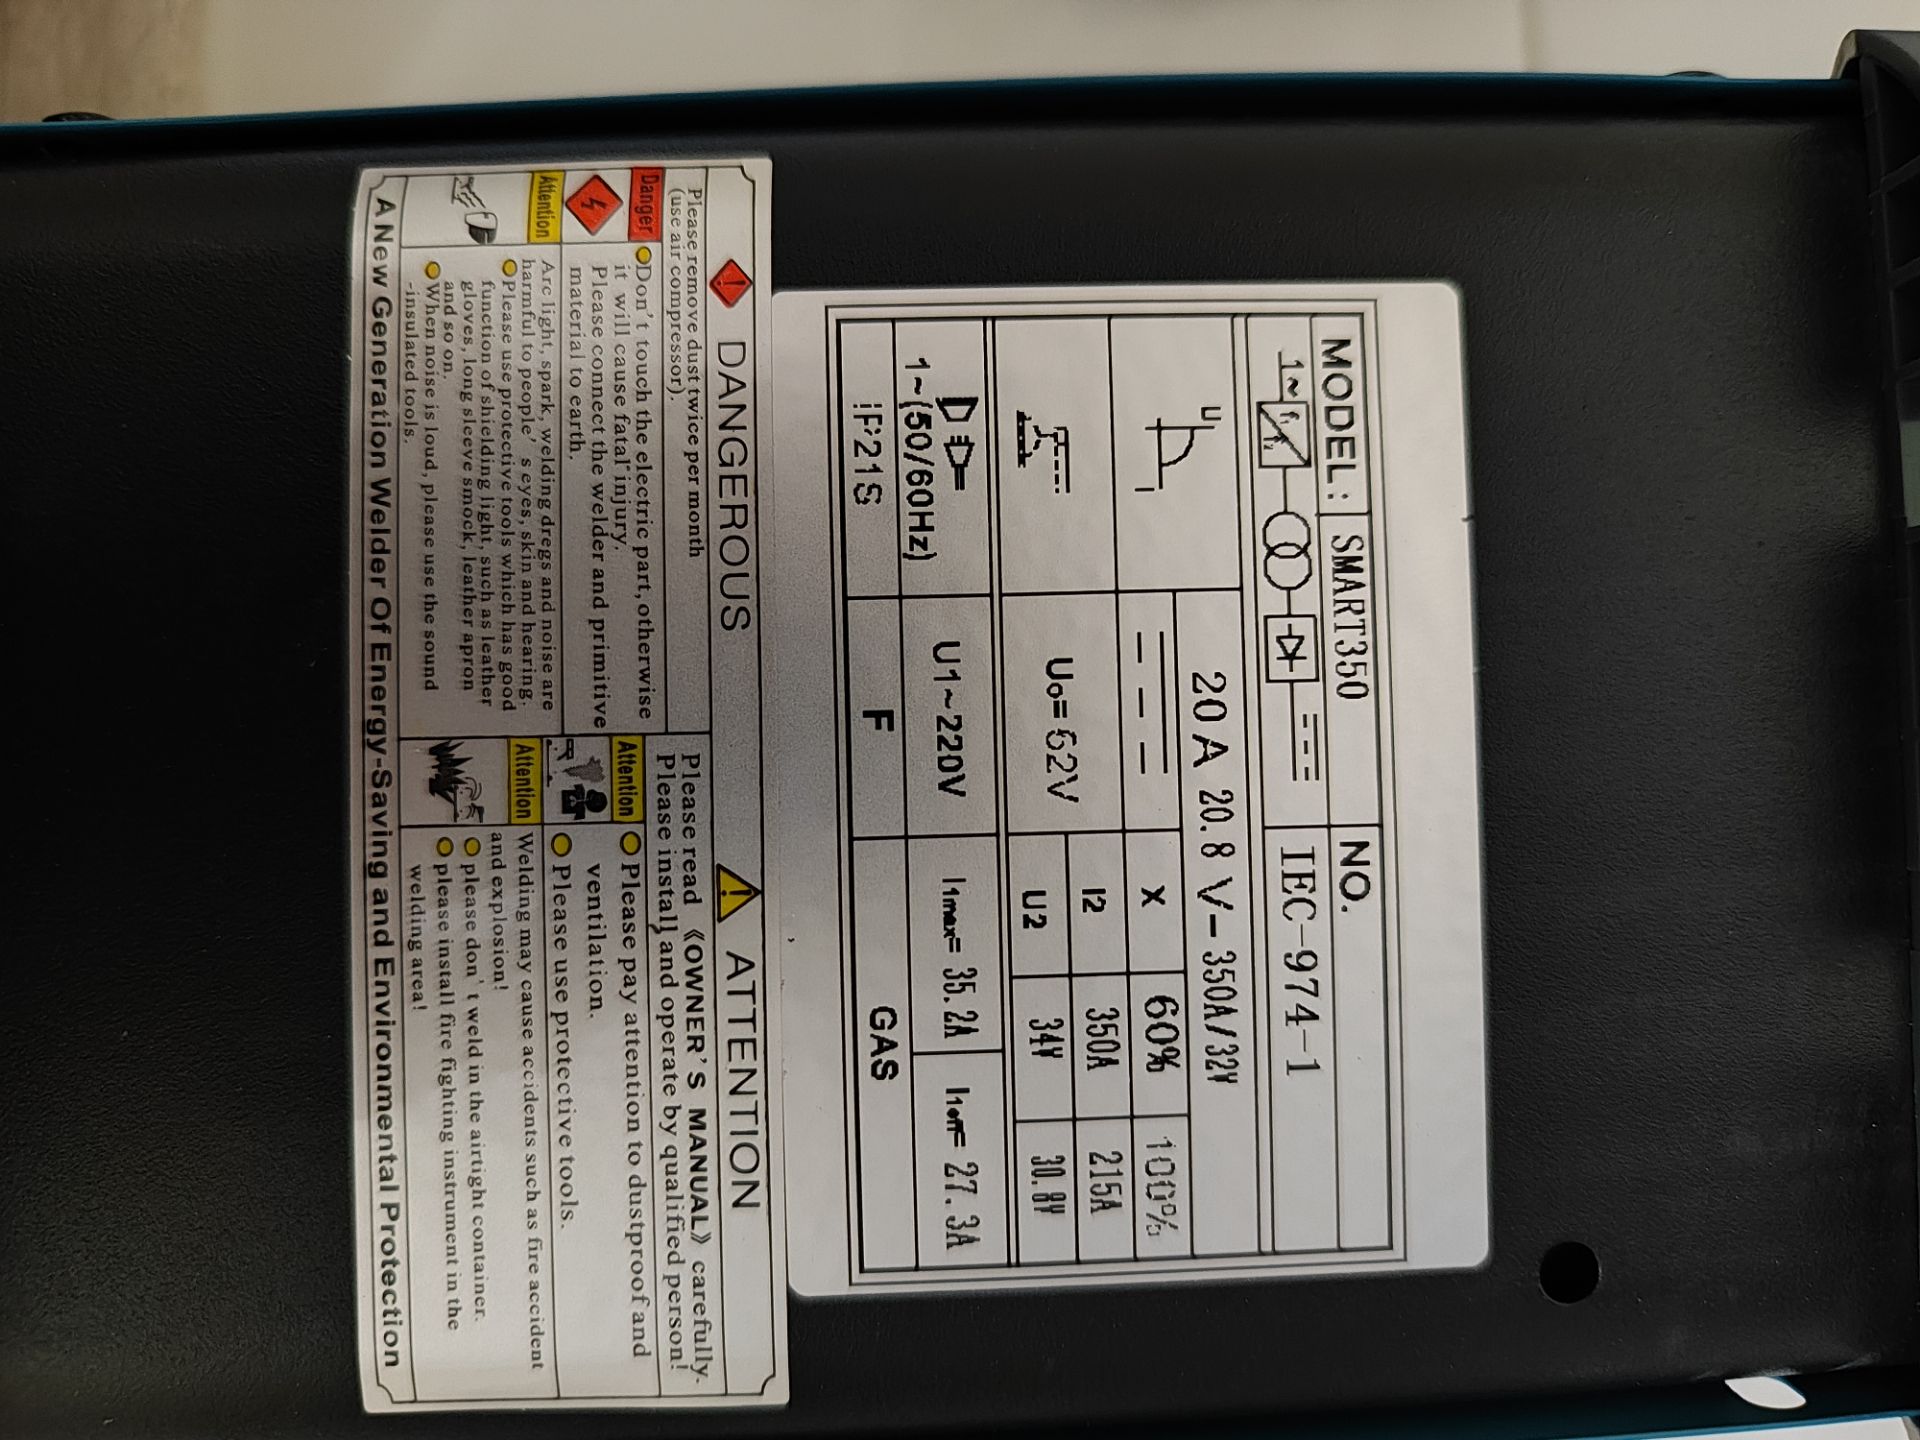 MODEL: SMART350 NO.
1~ f1 f2 IEC-974-1
U1 I 20A 20.8 V- 350A/32V
X 60% 100%
U₀=62V I2 350A 215A
U2 34V 30.8V
1~(50/60Hz) U1~220V I1max= 35.2A I1eff= 27.3A
IP21S F GAS
DANGEROUS
Please remove dust twice per month
(use air compressor).
Danger
Don't touch the electric part, otherwise
it will cause fatal injury.
Please connect the welder and primitive
material to earth.
Attention
Arc light, spark, welding dregs and noise are
harmful to people's eyes, skin and hearing.
Please use protective tools which has good
function of shielding light, such as leather
gloves, long sleeve smock, leather apron
and so on.
When noise is loud, please use the sound
-insulated tools.
ATTENTION
Please read 《OWNER'S MANUAL》 carefully.
Please install and operate by qualified person!
Attention
Please pay attention to dustproof and
ventilation.
Please use protective tools.
Attention
Welding may cause accidents such as fire accident
and explosion!
please don't weld in the airtight container.
please install fire fighting instrument in the
welding area!
A New Generation Welder Of Energy-Saving and Environmental Protection